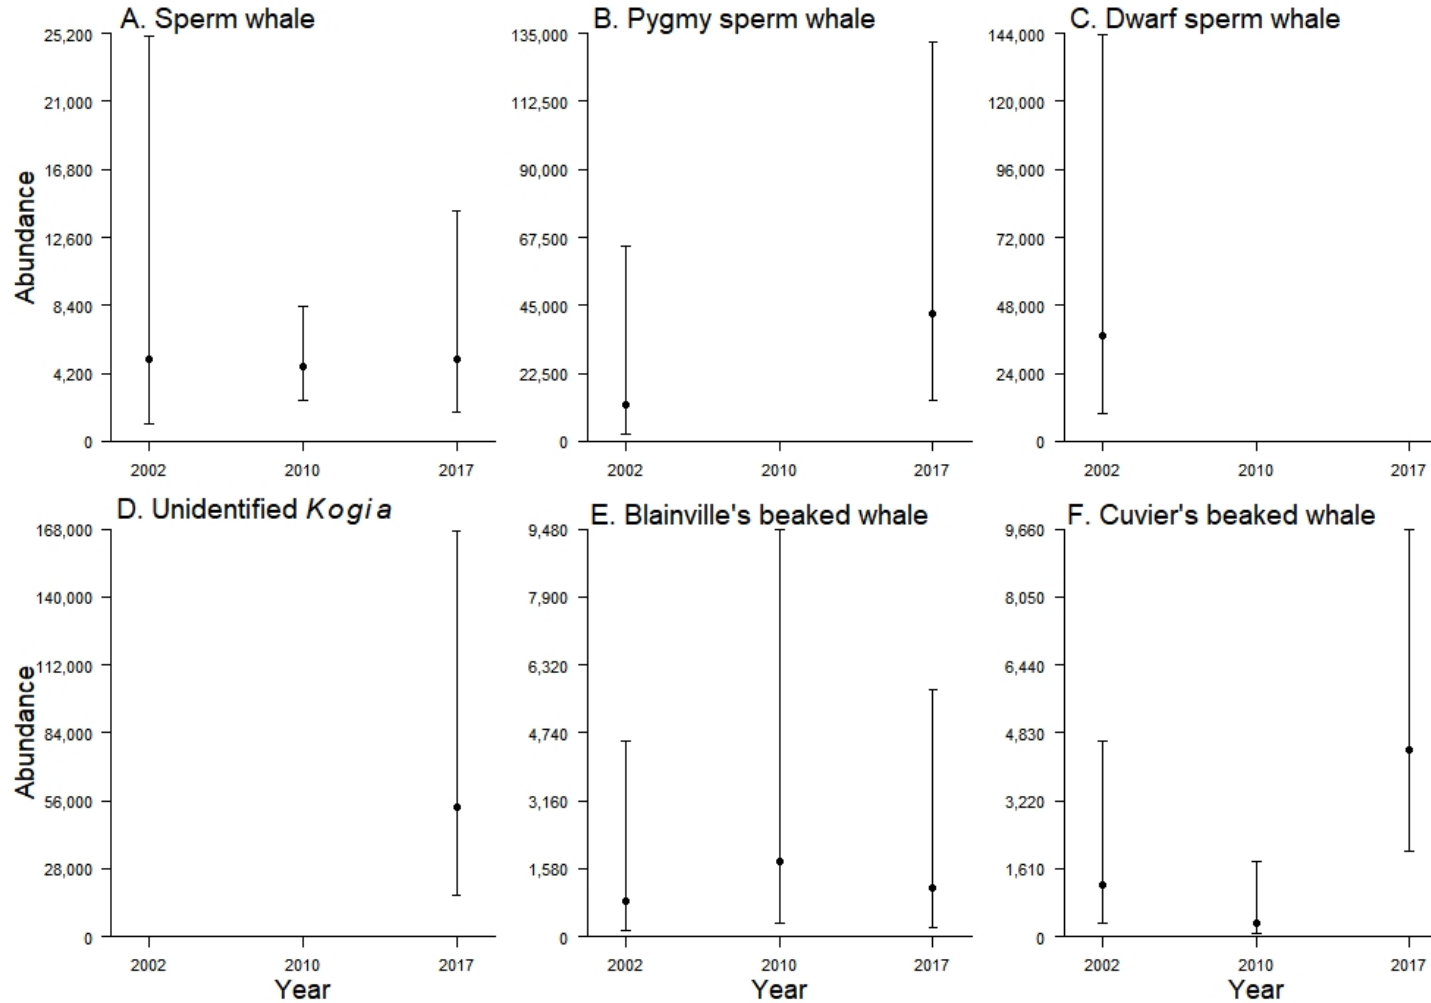 A. Sperm whale
Abundance
25,200
21,000
16,800
12,600
8,400
4,200
0
2002 2010 2017
B. Pygmy sperm whale
135,000
112,500
90,000
67,500
45,000
22,500
0
2002 2010 2017
C. Dwarf sperm whale
144,000
120,000
96,000
72,000
48,000
24,000
0
2002 2010 2017
D. Unidentified Kogia
Abundance
168,000
140,000
112,000
84,000
56,000
28,000
0
2002 2010 2017
Year
E. Blainville's beaked whale
9,480
7,900
6,320
4,740
3,160
1,580
0
2002 2010 2017
Year
F. Cuvier's beaked whale
9,660
8,050
6,440
4,830
3,220
1,610
0
2002 2010 2017
Year